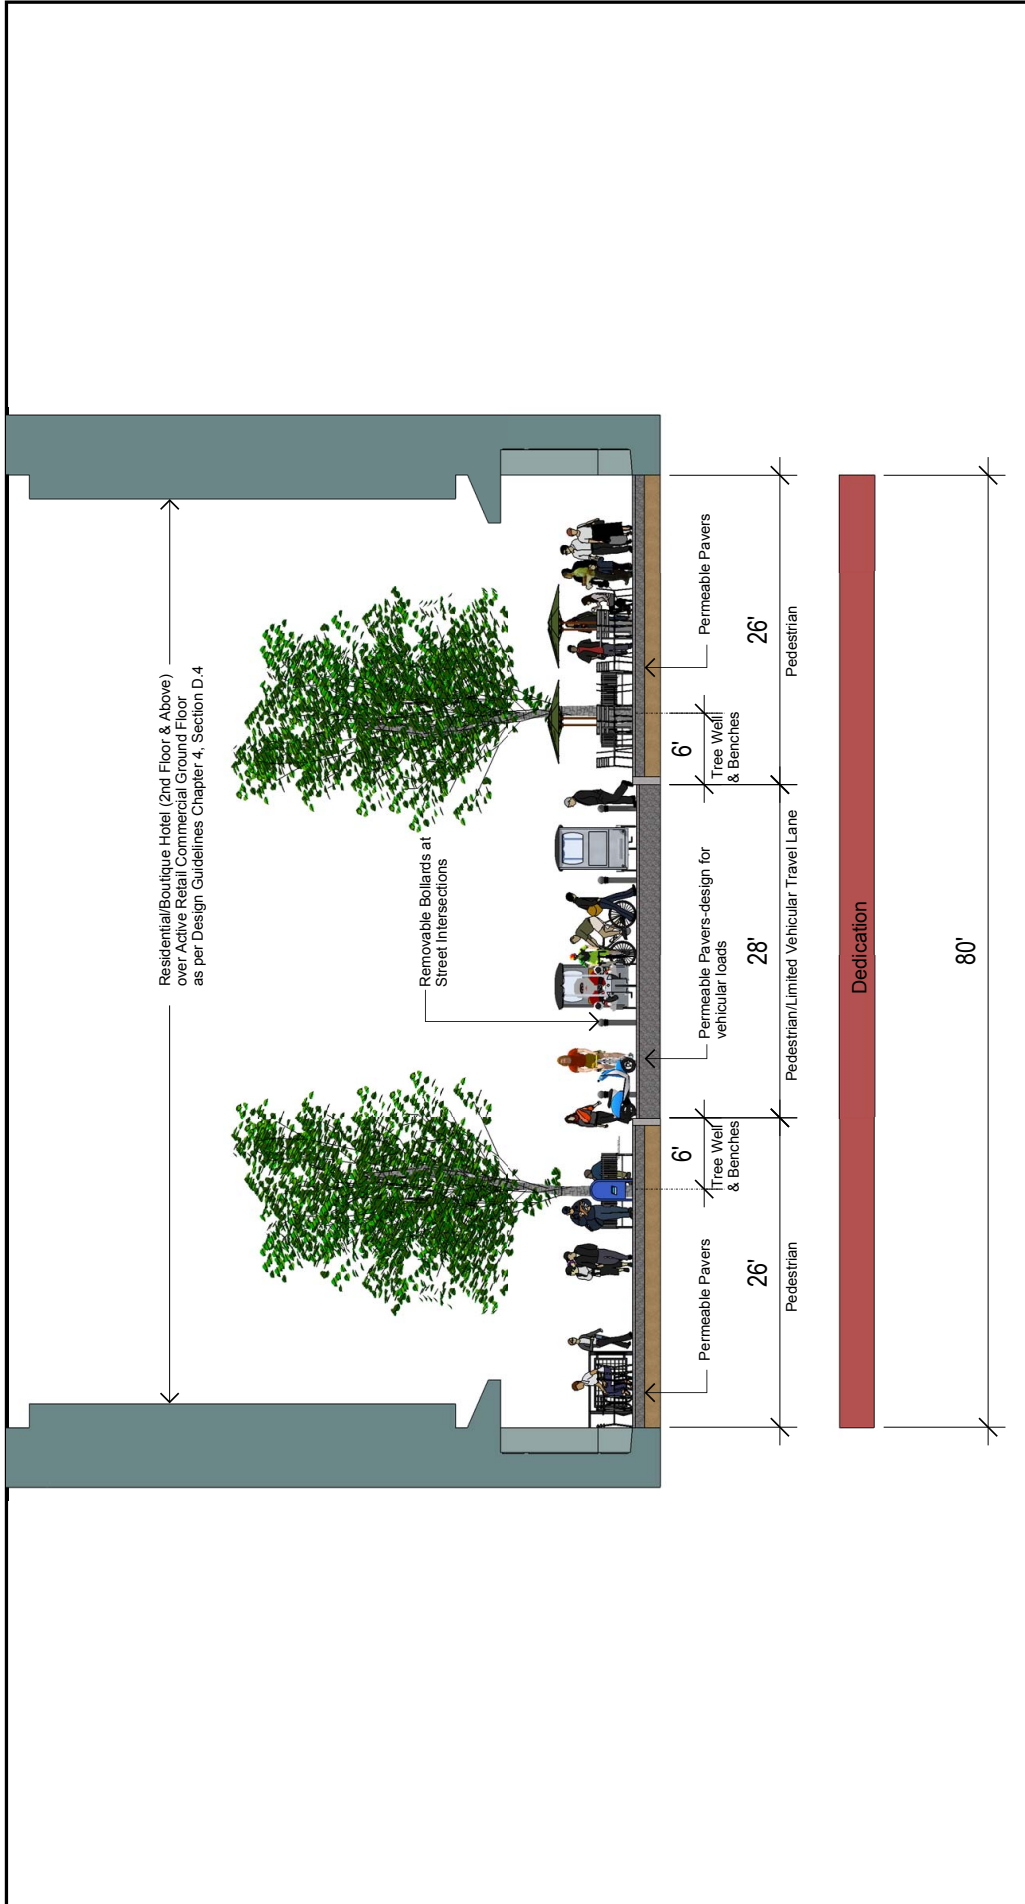 Residential/Boutique Hotel (2nd Floor & Above)
over Active Retail Commercial Ground Floor
as per Design Guidelines Chapter 4, Section D.4
Removable Bollards at
Street Intersections
Permeable Pavers
Permeable Pavers-design for
vehicular loads
Permeable Pavers
6'
Tree Well
& Benches
6'
Tree Well
& Benches
26'
28'
26'
Pedestrian
Pedestrian/Limited Vehicular Travel Lane
Pedestrian
Dedication
80'